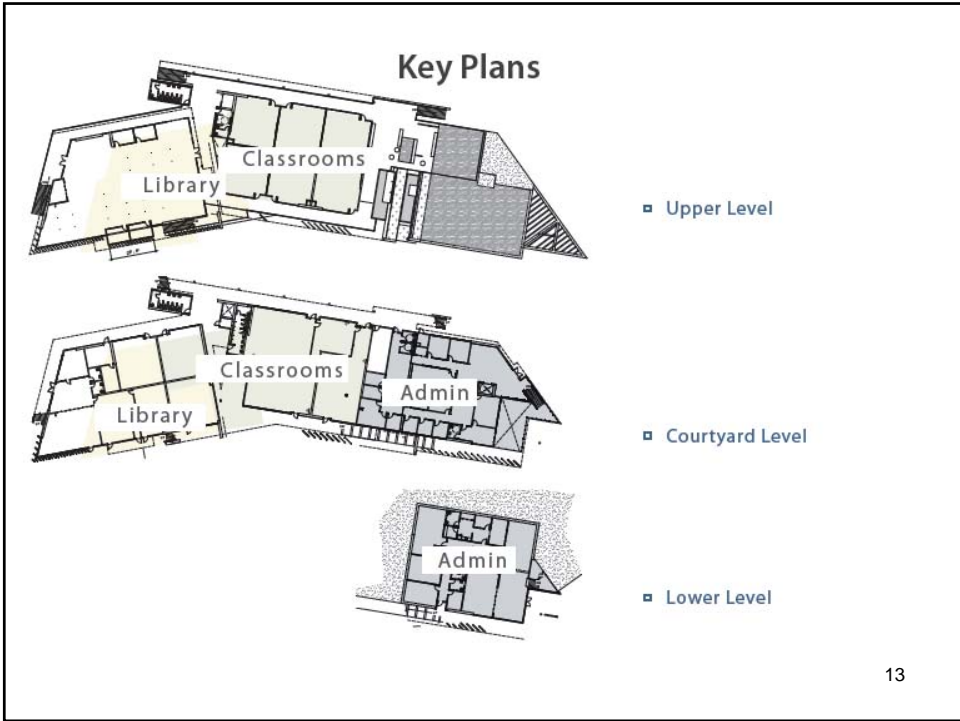 Key Plans
Classrooms
Library
Upper Level
Classrooms
Admin
Library
Courtyard Level
Admin
Lower Level
13